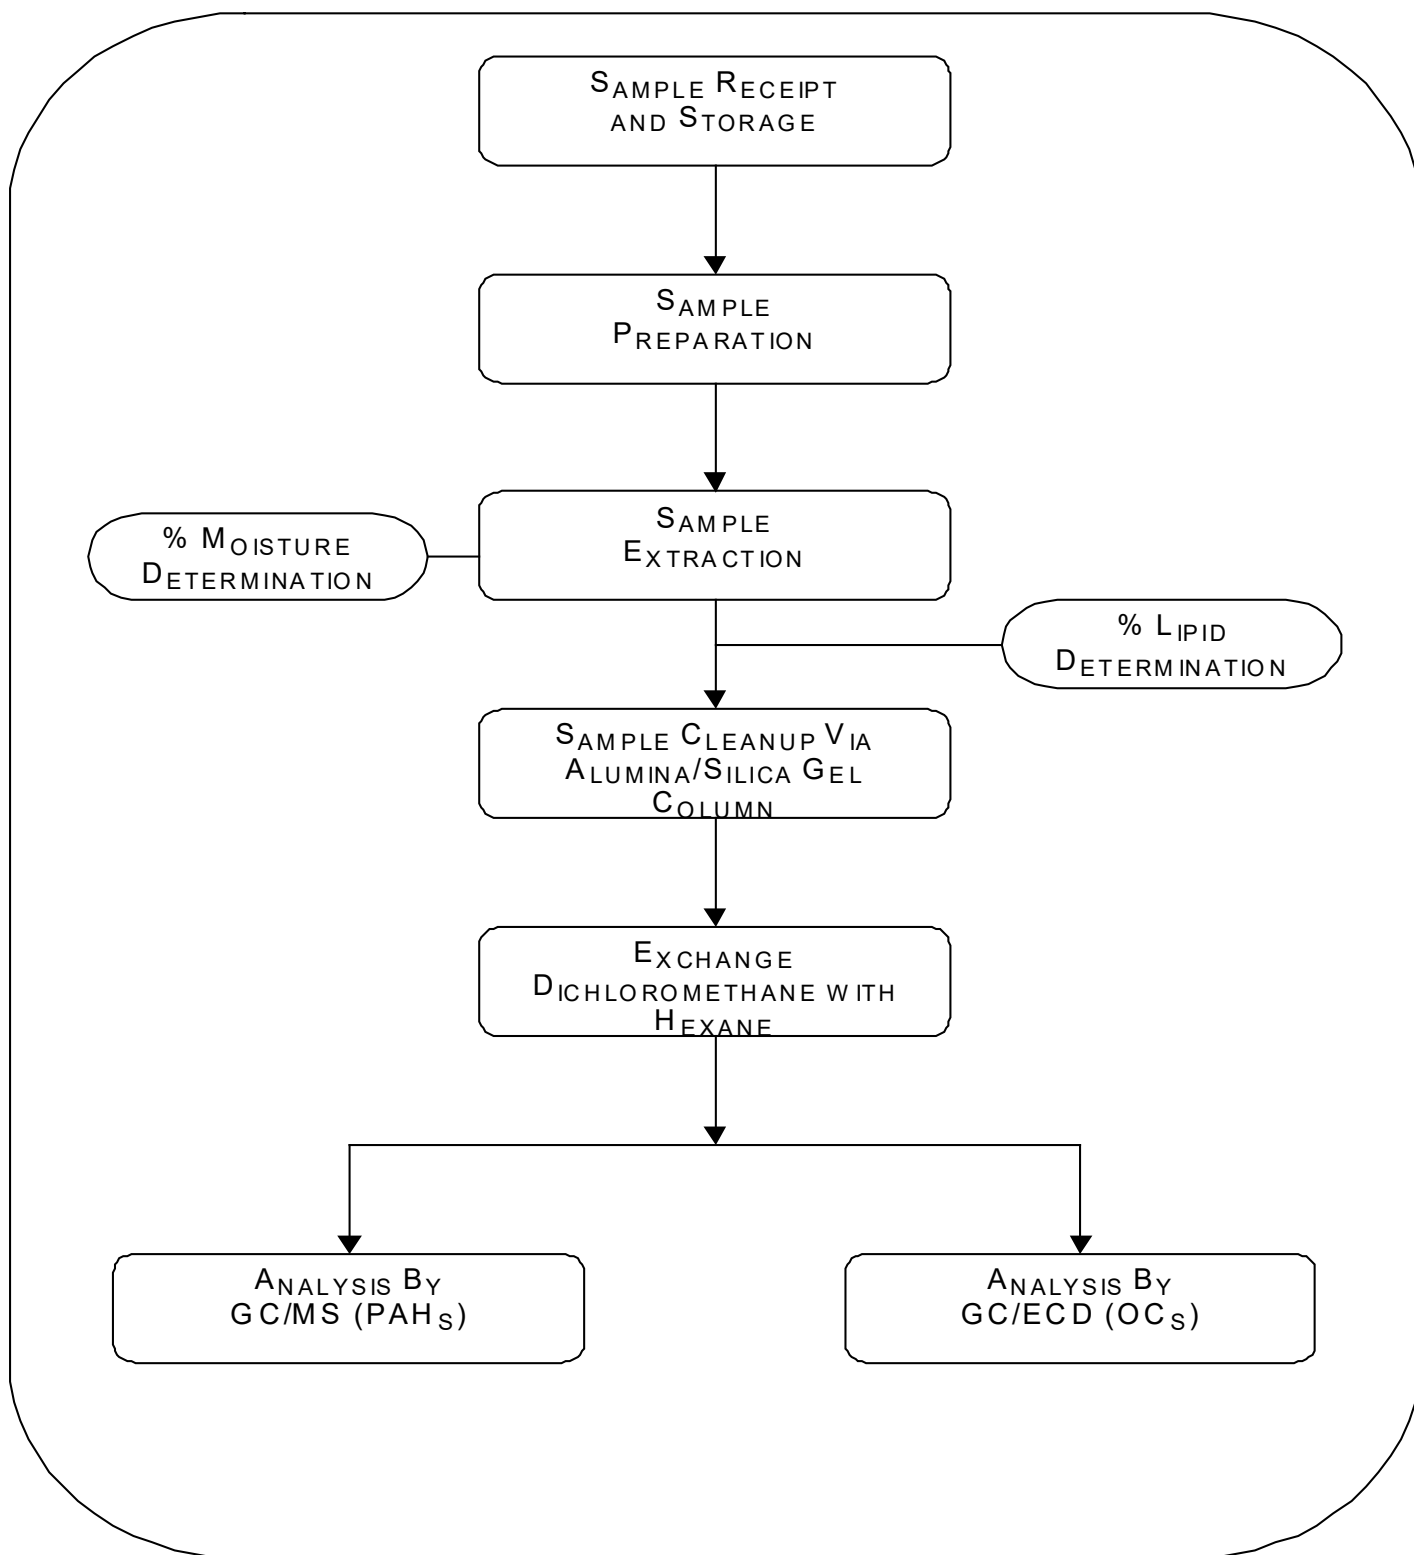 SAMPLE RECEIPT
AND STORAGE
SAMPLE
PREPARATION
SAMPLE
EXTRACTION
% MOISTURE
DETERMINATION
% LIPID
DETERMINATION
SAMPLE CLEANUP VIA
ALUMINA/SILICA GEL
COLUMN
EXCHANGE
DICHLOROMETHANE WITH
HEXANE
ANALYSIS BY
GC/MS (PAHS)
ANALYSIS BY
GC/ECD (OCS)